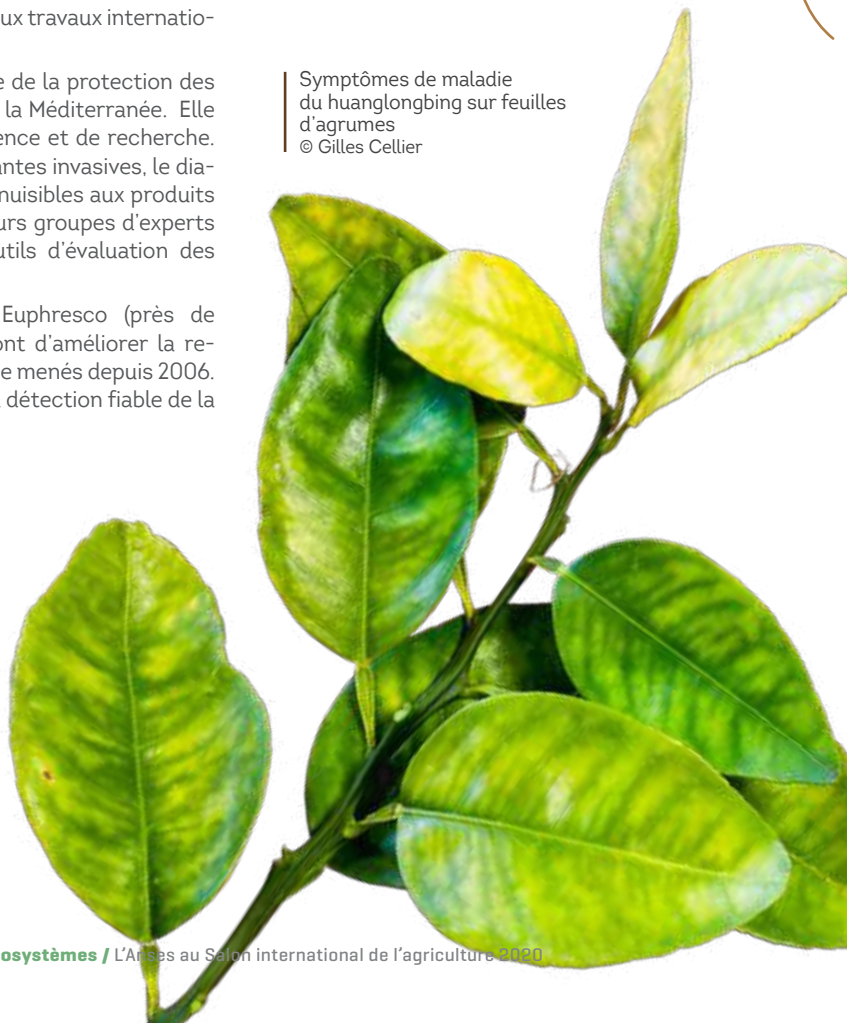 ux travaux internatio-
e de la protection des
la Méditerranée. Elle
ence et de recherche.
antes invasives, le dia-
nuisibles aux produits
urs groupes d'experts
utils d'évaluation des
Euphresco (près de
ont d'améliorer la re-
e menés depuis 2006.
détection fiable de la
Symptômes de maladie
du huanglongbing sur feuilles
d'agrumes
© Gilles Cellier
osystèmes / L'Anses au Salon international de l'agriculture 2020